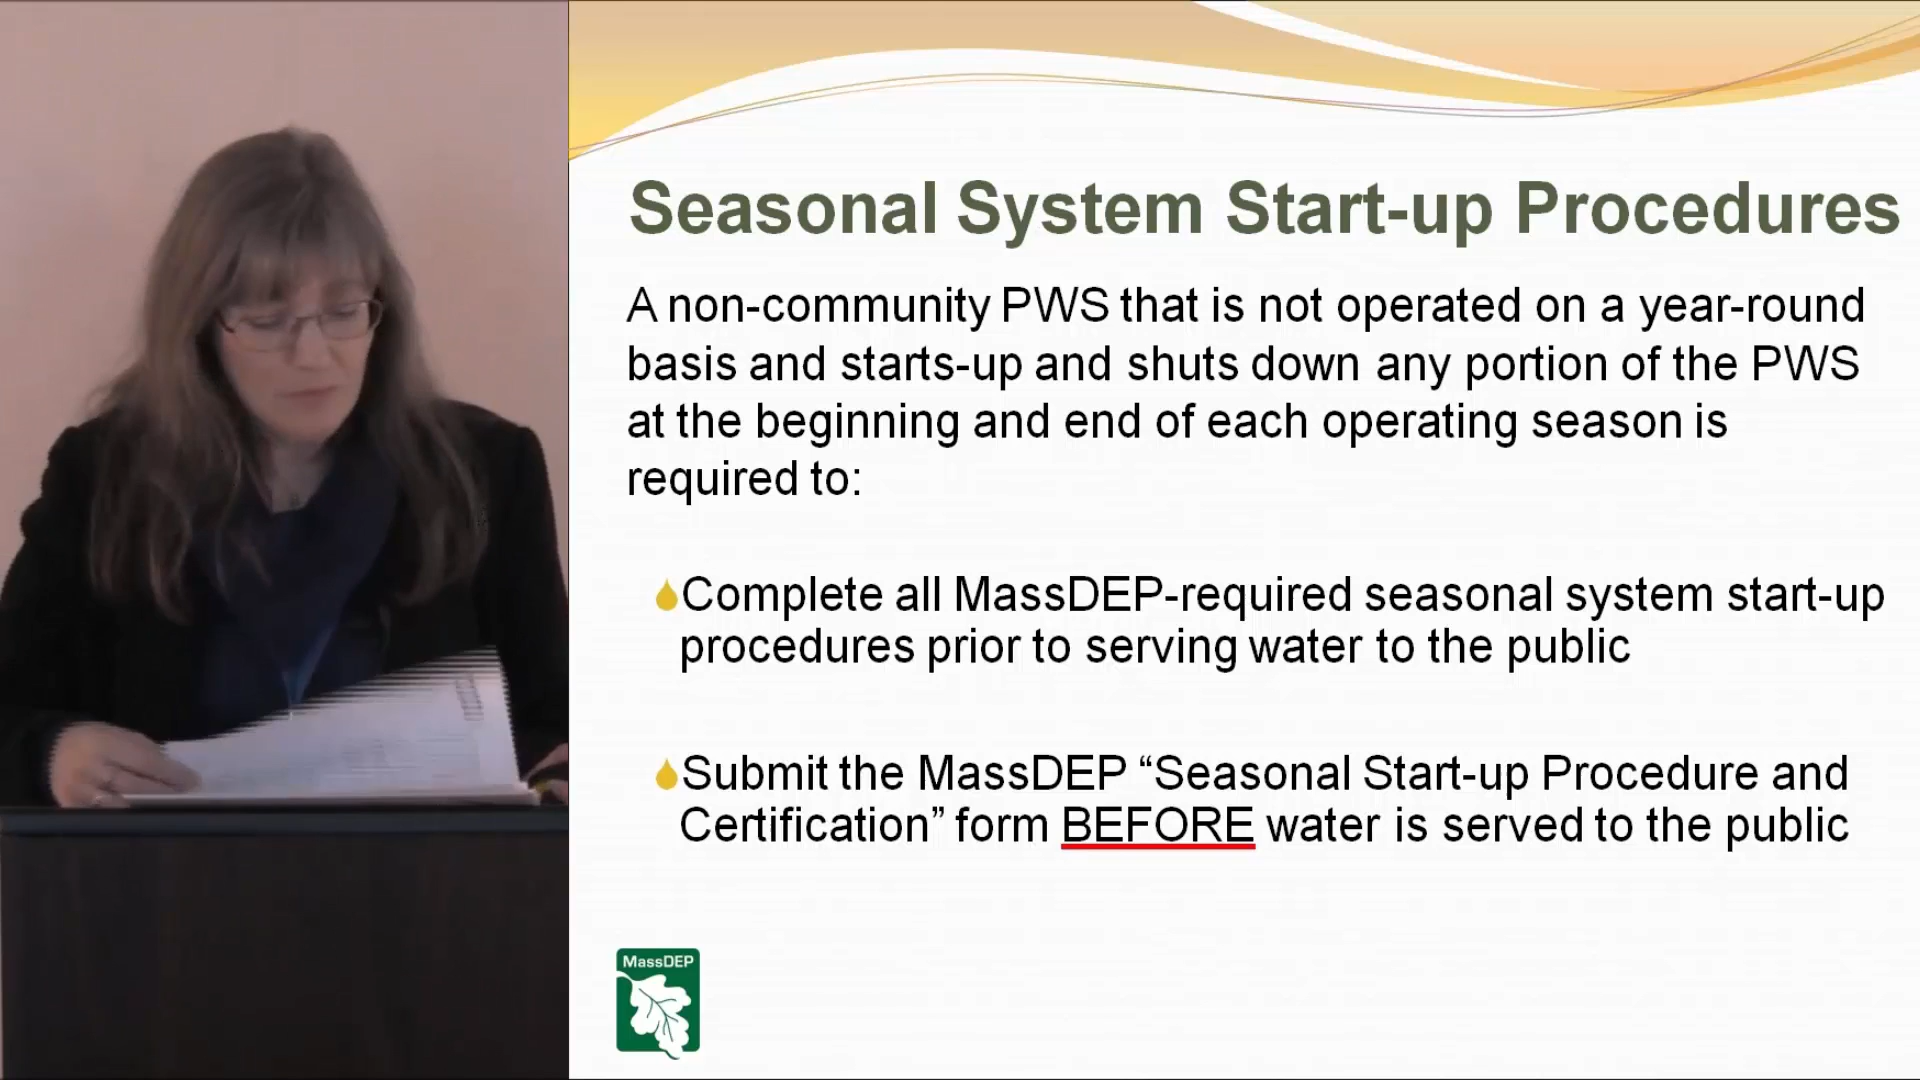 Seasonal System Start-up Procedures
A non-community PWS that is not operated on a year-round
basis and starts-up and shuts down any portion of the PWS
at the beginning and end of each operating season is
required to:
Complete all MassDEP-required seasonal system start-up
procedures prior to serving water to the public
Submit the MassDEP “Seasonal Start-up Procedure and
Certification” form BEFORE water is served to the public
MassDEP